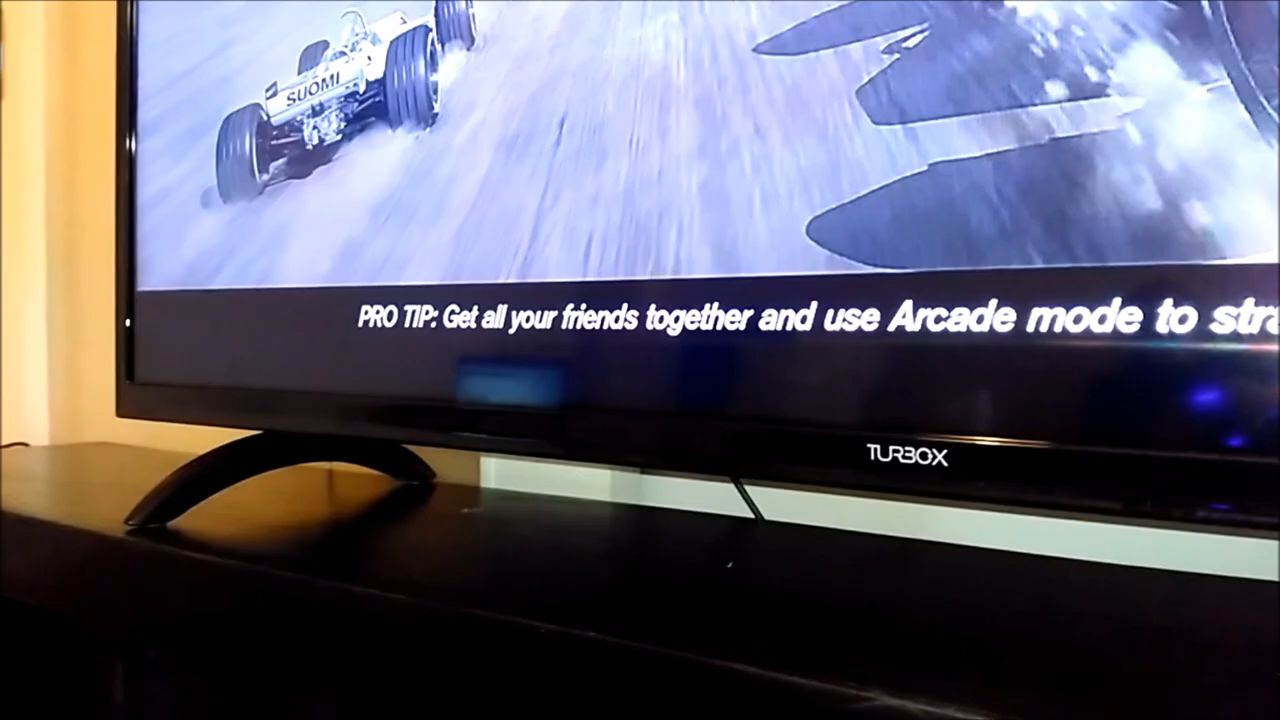 SUOMI
PRO TIP: Get all your friends together and use Arcade mode to
TURBOX